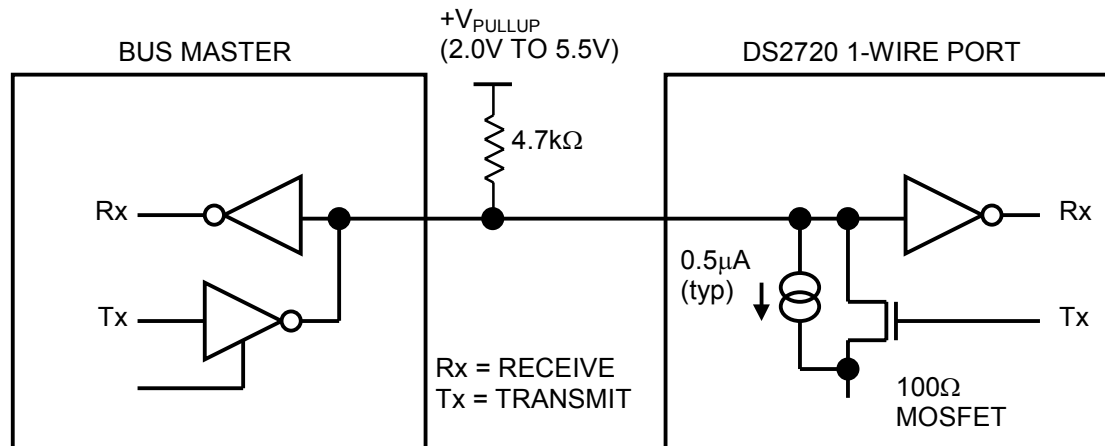 +VPULLUP
(2.0V TO 5.5V)
BUS MASTER
DS2720 1-WIRE PORT
4.7kΩ
Rx
Rx
0.5μA
(typ)
Tx
Tx
Rx = RECEIVE
Tx = TRANSMIT
100Ω
MOSFET